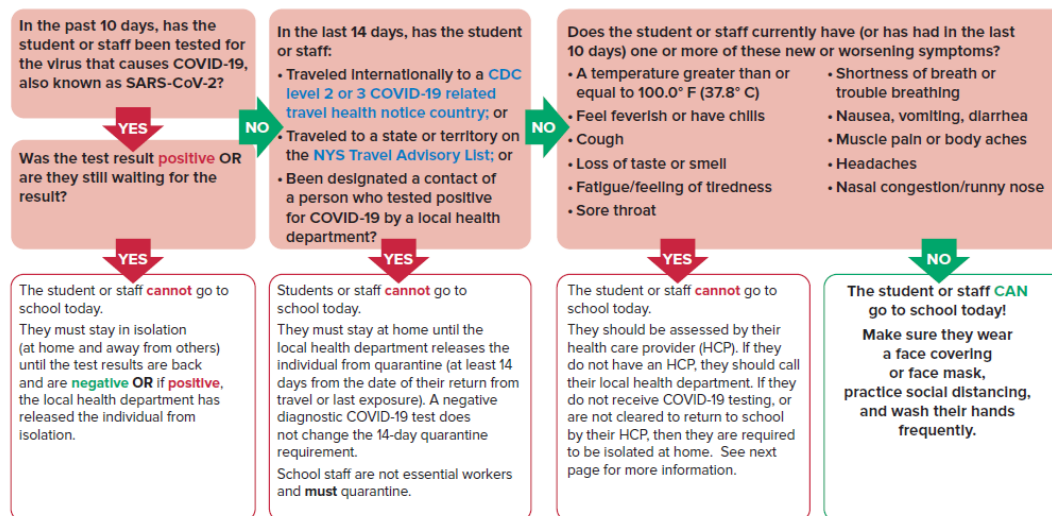 In the past 10 days, has the
student or staff been tested for
the virus that causes COVID-19,
also known as SARS-CoV-2?
YES
Was the test result positive OR
are they still waiting for the
result?
YES
The student or staff cannot go to
school today.
They must stay in isolation
(at home and away from others)
until the test results are back
and are negative OR if positive,
the local health department has
released the individual from
isolation.
NO
In the last 14 days, has the student
or staff:
• Traveled internationally to a CDC
level 2 or 3 COVID-19 related
travel health notice country; or
• Traveled to a state or territory on
the NYS Travel Advisory List; or
• Been designated a contact of
a person who tested positive
for COVID-19 by a local health
department?
YES
Students or staff cannot go to
school today.
They must stay at home until the
local health department releases the
individual from quarantine (at least 14
days from the date of their return from
travel or last exposure). A negative
diagnostic COVID-19 test does
not change the 14-day quarantine
requirement.
School staff are not essential workers
and must quarantine.
NO
Does the student or staff currently have (or has had in the last
10 days) one or more of these new or worsening symptoms?
• A temperature greater than or
equal to 100.0° F (37.8° C)
• Feel feverish or have chills
• Cough
• Loss of taste or smell
• Fatigue/feeling of tiredness
• Sore throat
• Shortness of breath or
trouble breathing
• Nausea, vomiting, diarrhea
• Muscle pain or body aches
• Headaches
• Nasal congestion/runny nose
YES
The student or staff cannot go to
school today.
They should be assessed by their
health care provider (HCP). If they
do not have an HCP, they should call
their local health department. If they
do not receive COVID-19 testing, or
are not cleared to return to school
by their HCP, then they are required
to be isolated at home. See next
page for more information.
NO
The student or staff CAN
go to school today!
Make sure they wear
a face covering
or face mask,
practice social distancing,
and wash their hands
frequently.